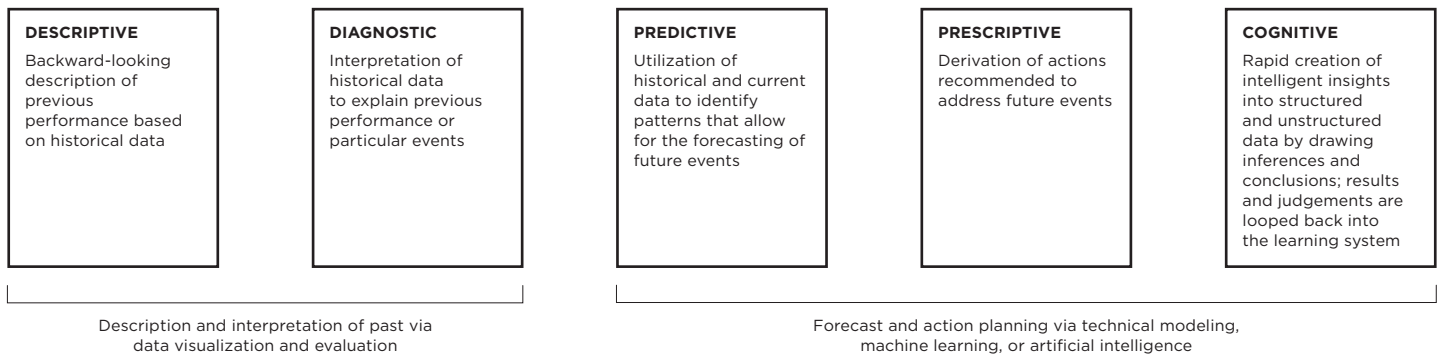 DESCRIPTIVE
Backward-looking
description of
previous
performance based
on historical data
DIAGNOSTIC
Interpretation of
historical data
to explain previous
performance or
particular events
PREDICTIVE
Utilization of
historical and current
data to identify
patterns that allow
for the forecasting of
future events
PRESCRIPTIVE
Derivation of actions
recommended to
address future events
COGNITIVE
Rapid creation of
intelligent insights
into structured
and unstructured
data by drawing
inferences and
conclusions; results
and judgements are
looped back into
the learning system
Description and interpretation of past via
data visualization and evaluation
Forecast and action planning via technical modeling,
machine learning, or artificial intelligence